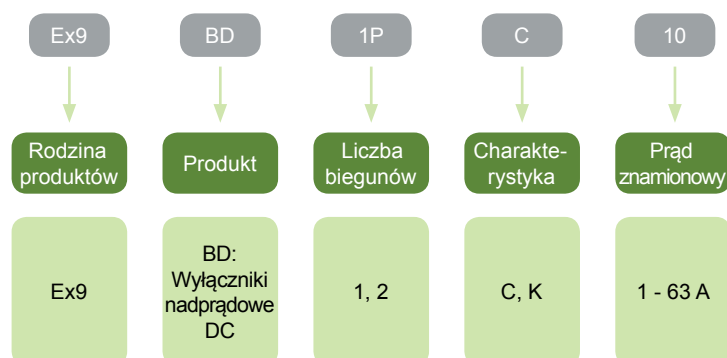 Ex9 BD 1P C 10
Rodzina produktów
Produkt
Liczba biegunów
Charakte-
rystyka
Prąd znamionowy
Ex9
BD:
Wyłączniki
nadprądowe
DC
1, 2
C, K
1 - 63 A